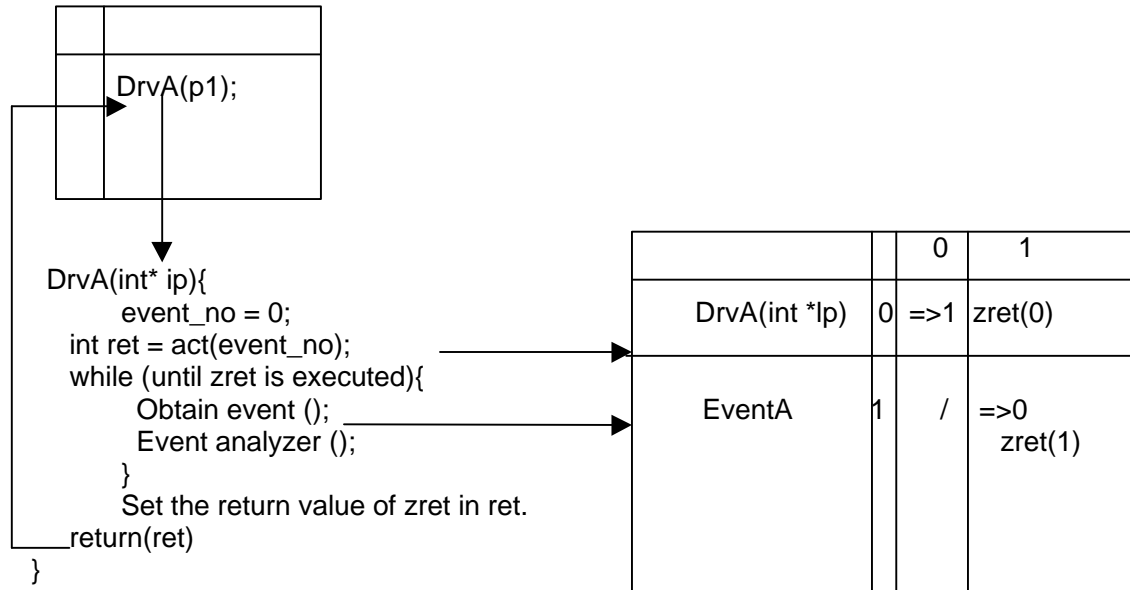 DrvA(p1);
DrvA(int* ip){
event_no = 0;
int ret = act(event_no);
while (until zret is executed){
Obtain event ();
Event analyzer ();
}
Set the return value of zret in ret.
return(ret)
}
0 1
DrvA(int *lp) 0 =>1 zret(0)
EventA 1 / =>0
zret(1)